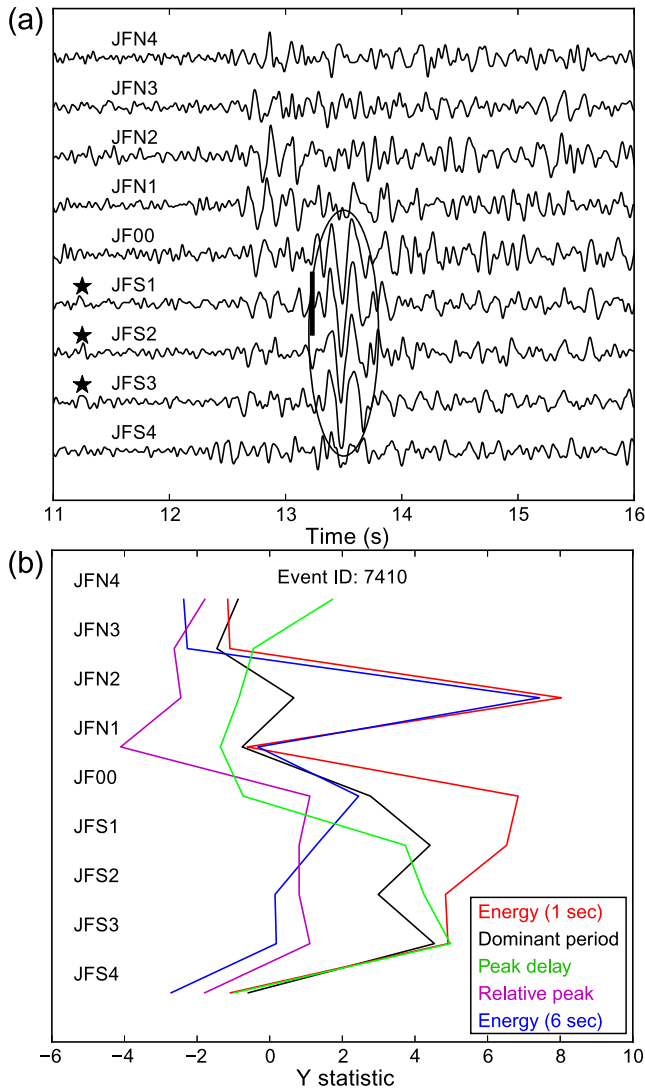 (a)
JFN4
JFN3
JFN2
JFN1
JF00
JFS1
JFS2
JFS3
JFS4
11 12 13 14 15 16
Time (s)
(b)
Event ID: 7410
JFN4
JFN3
JFN2
JFN1
JF00
JFS1
JFS2
JFS3
JFS4
Energy (1 sec)
Dominant period
Peak delay
Relative peak
Energy (6 sec)
−6 −4 −2 0 2 4 6 8 10
Y statistic